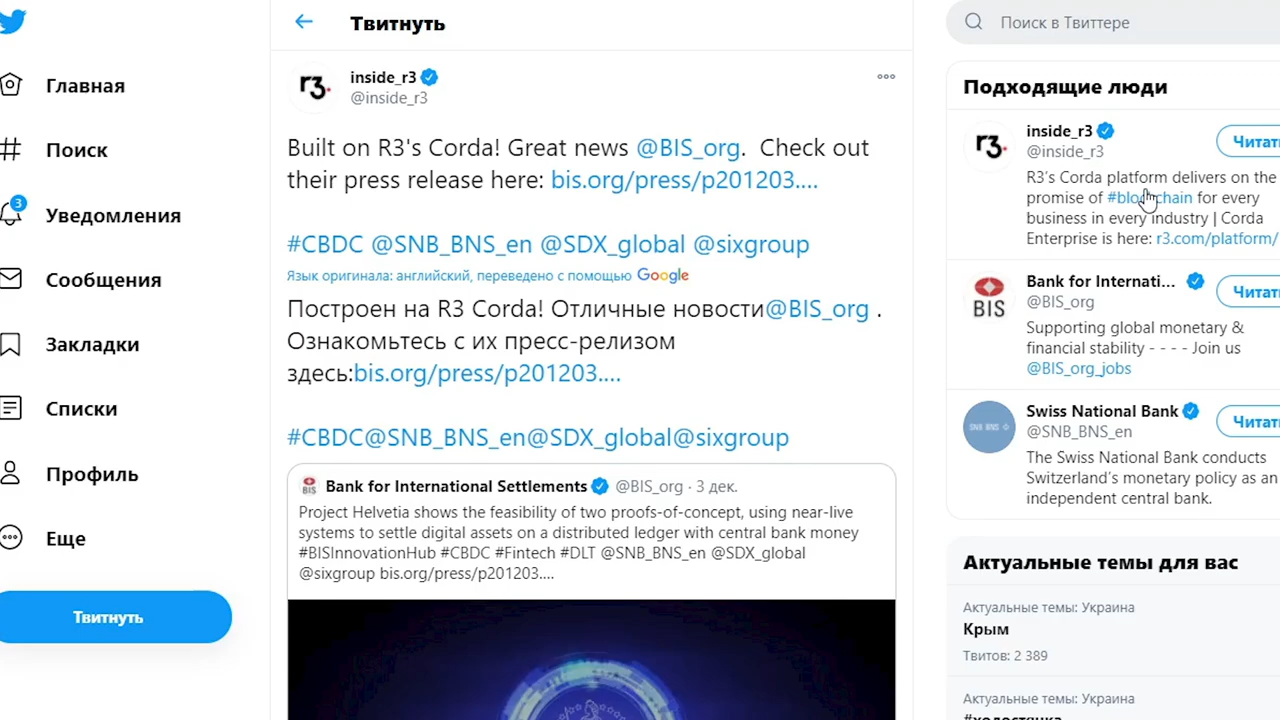 Главная
Поиск
3
Уведомления
Сообщения
Закладки
Списки
Профиль
Еще
Твитнуть
Твитнуть
r3.
inside_r3
@inside_r3
Built on R3's Corda! Great news @BIS_org. Check out
their press release here: bis.org/press/p201203....
#CBDC @SNB_BNS_en @SDX_global @sixgroup
Язык оригинала: английский, переведено с помощью Google
Построен на R3 Corda! Отличные новости@BIS_org .
Ознакомьтесь с их пресс-релизом
здесь:bis.org/press/p201203....
#CBDC@SNB_BNS_en@SDX_global@sixgroup
BIS
Bank for International Settlements @BIS_org · 3 дек.
Project Helvetia shows the feasibility of two proofs-of-concept, using near-live
systems to settle digital assets on a distributed ledger with central bank money
#BISInnovationHub #CBDC #Fintech #DLT @SNB_BNS_en @SDX_global
@sixgroup bis.org/press/p201203....
Поиск в Твиттере
Подходящие люди
r3.
inside_r3
@inside_r3
Читат
R3's Corda platform delivers on the
promise of #blockchain for every
business in every industry | Corda
Enterprise is here: r3.com/platform/
BIS
Bank for Internati...
@BIS_org
Читат
Supporting global monetary &
financial stability - - - - Join us
@BIS_org_jobs
SNB BNS
Swiss National Bank
@SNB_BNS_en
Читат
The Swiss National Bank conducts
Switzerland's monetary policy as an
independent central bank.
Актуальные темы для вас
Актуальные темы: Украина
Крым
Твитов: 2 389
Актуальные темы: Украина